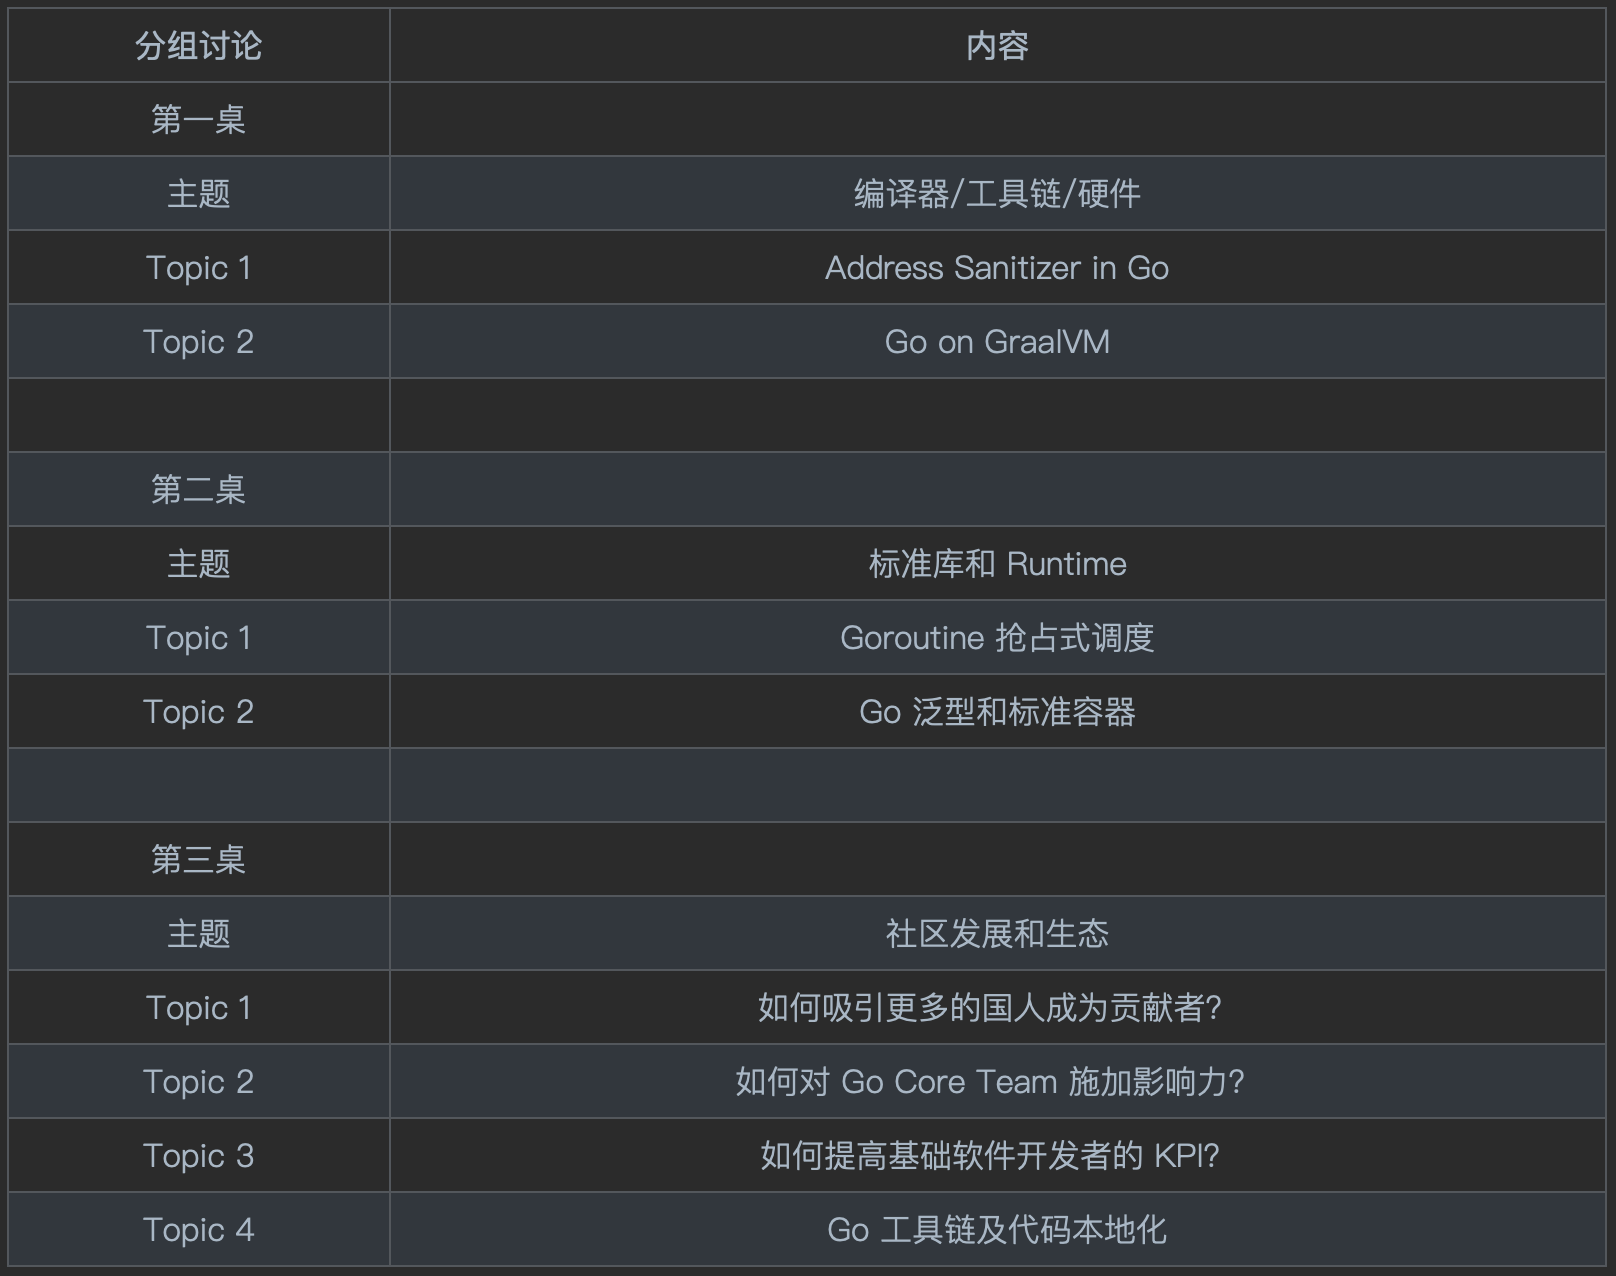 分组讨论 内容
第一桌
主题 编译器/工具链/硬件
Topic 1 Address Sanitizer in Go
Topic 2 Go on GraalVM
第二桌
主题 标准库和 Runtime
Topic 1 Goroutine 抢占式调度
Topic 2 Go 泛型和标准容器
第三桌
主题 社区发展和生态
Topic 1 如何吸引更多的国人成为贡献者?
Topic 2 如何对 Go Core Team 施加影响力?
Topic 3 如何提高基础软件开发者的 KPI?
Topic 4 Go 工具链及代码本地化